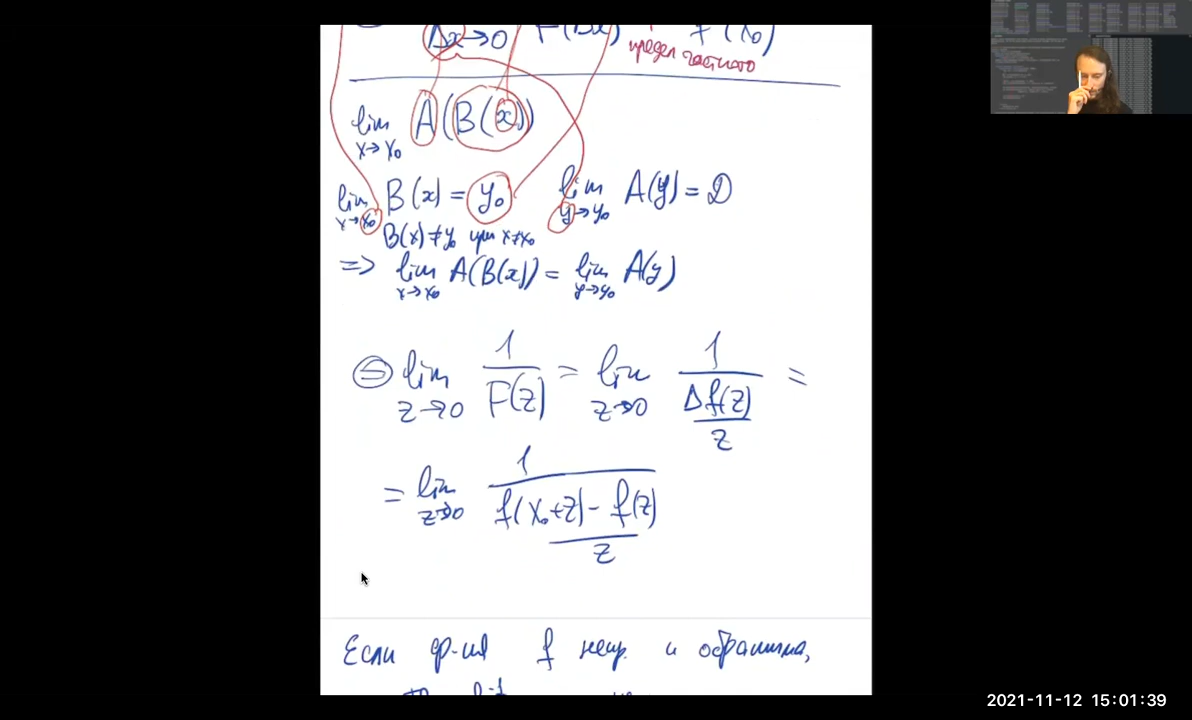 Δx→0 F(Δx) f'(x₀)
предел частного
lim A(B(x))
x→x₀
lim B(x) = y₀ lim A(y) = D
x→x₀ y→y₀
B(x)≠y₀ при x≠x₀
=> lim A(B(x)) = lim A(y)
x→x₀ y→y₀
⊜ lim 1/F(z) = lim 1/(Δf(z)/z) =
z→0 z→0
= lim 1/((f(x₀+z) - f(z))/z)
z→0
Если ф-ия f непр. и обратима,
2021-11-12 15:01:39